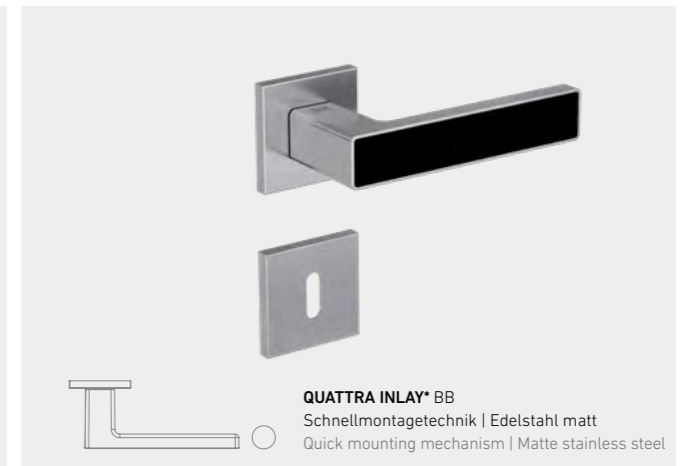 QUATTRA INLAY* BB
Schnellmontagetechnik | Edelstahl matt
Quick mounting mechanism | Matte stainless steel